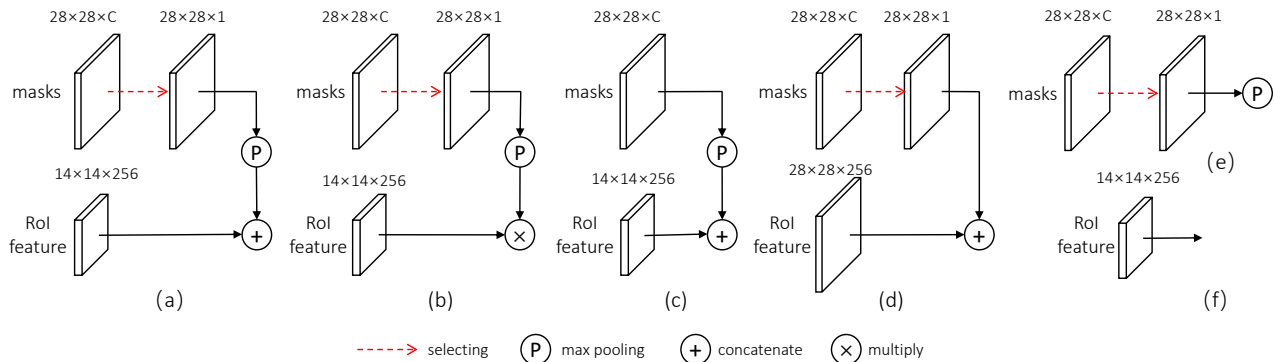 28×28×C 28×28×1
masks
P
14×14×256
RoI
feature
+
(a)
28×28×C 28×28×1
masks
P
14×14×256
RoI
feature
×
(b)
28×28×C
masks
P
14×14×256
RoI
feature
+
(c)
28×28×C 28×28×1
masks
28×28×256
RoI
feature
+
(d)
28×28×C 28×28×1
masks
P
(e)
14×14×256
RoI
feature
(f)
selecting P max pooling + concatenate × multiply